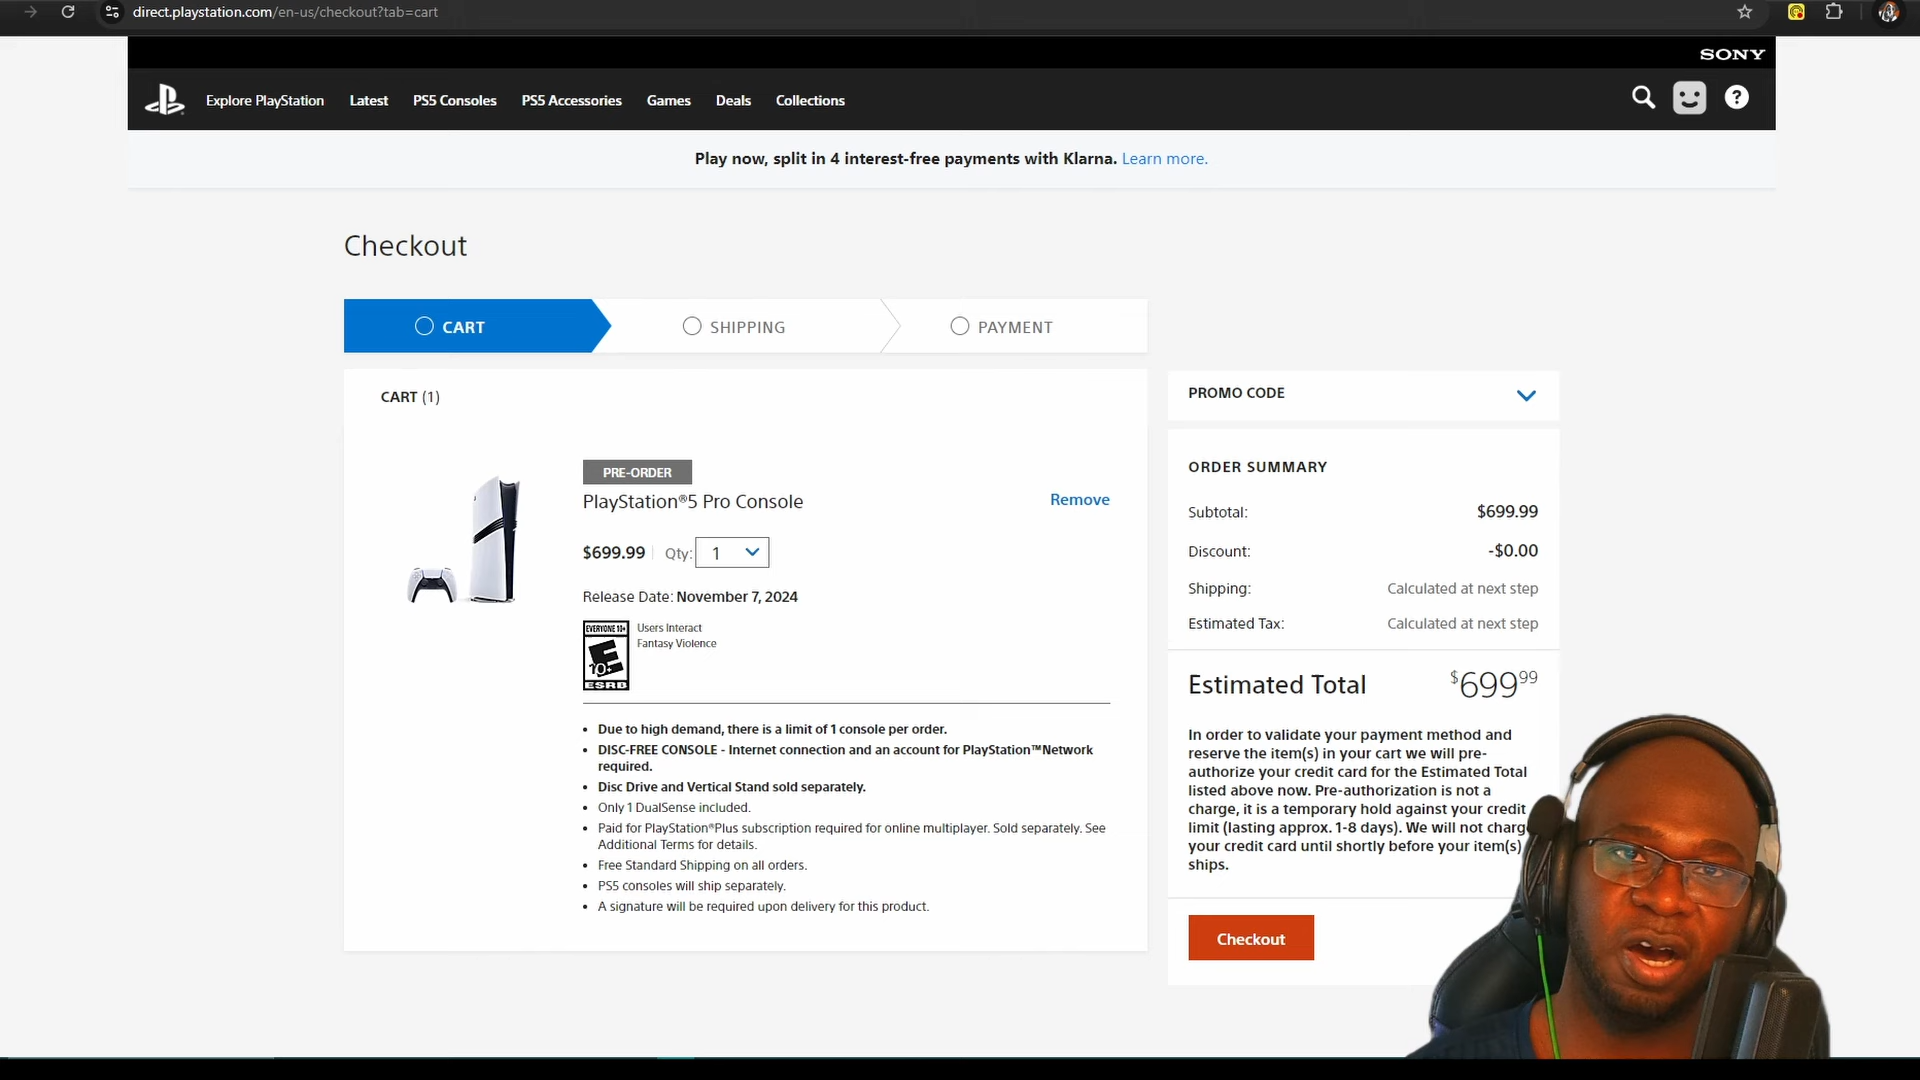 direct.playstation.com/en-us/checkout?tab=cart
SONY
Explore PlayStation
Latest
PS5 Consoles
PS5 Accessories
Games
Deals
Collections
?
Play now, split in 4 interest-free payments with Klarna. Learn more.
Checkout
CART
SHIPPING
PAYMENT
CART (1)
PRE-ORDER
PlayStation®5 Pro Console
Remove
$699.99
Qty: 1
Release Date: November 7, 2024
EVERYONE 10+
E
10+
ESRB
Users Interact
Fantasy Violence
• Due to high demand, there is a limit of 1 console per order.
• DISC-FREE CONSOLE - Internet connection and an account for PlayStation™Network
required.
• Disc Drive and Vertical Stand sold separately.
• Only 1 DualSense included.
• Paid for PlayStation®Plus subscription required for online multiplayer. Sold separately. See
Additional Terms for details.
• Free Standard Shipping on all orders.
• PS5 consoles will ship separately.
• A signature will be required upon delivery for this product.
PROMO CODE
ORDER SUMMARY
Subtotal: $699.99
Discount: -$0.00
Shipping: Calculated at next step
Estimated Tax: Calculated at next step
Estimated Total $699.99
In order to validate your payment method and
reserve the item(s) in your cart we will pre-
authorize your credit card for the Estimated Total
listed above now. Pre-authorization is not a
charge, it is a temporary hold against your credit
limit (lasting approx. 1-8 days). We will not charg
your credit card until shortly before your item(s)
ships.
Checkout